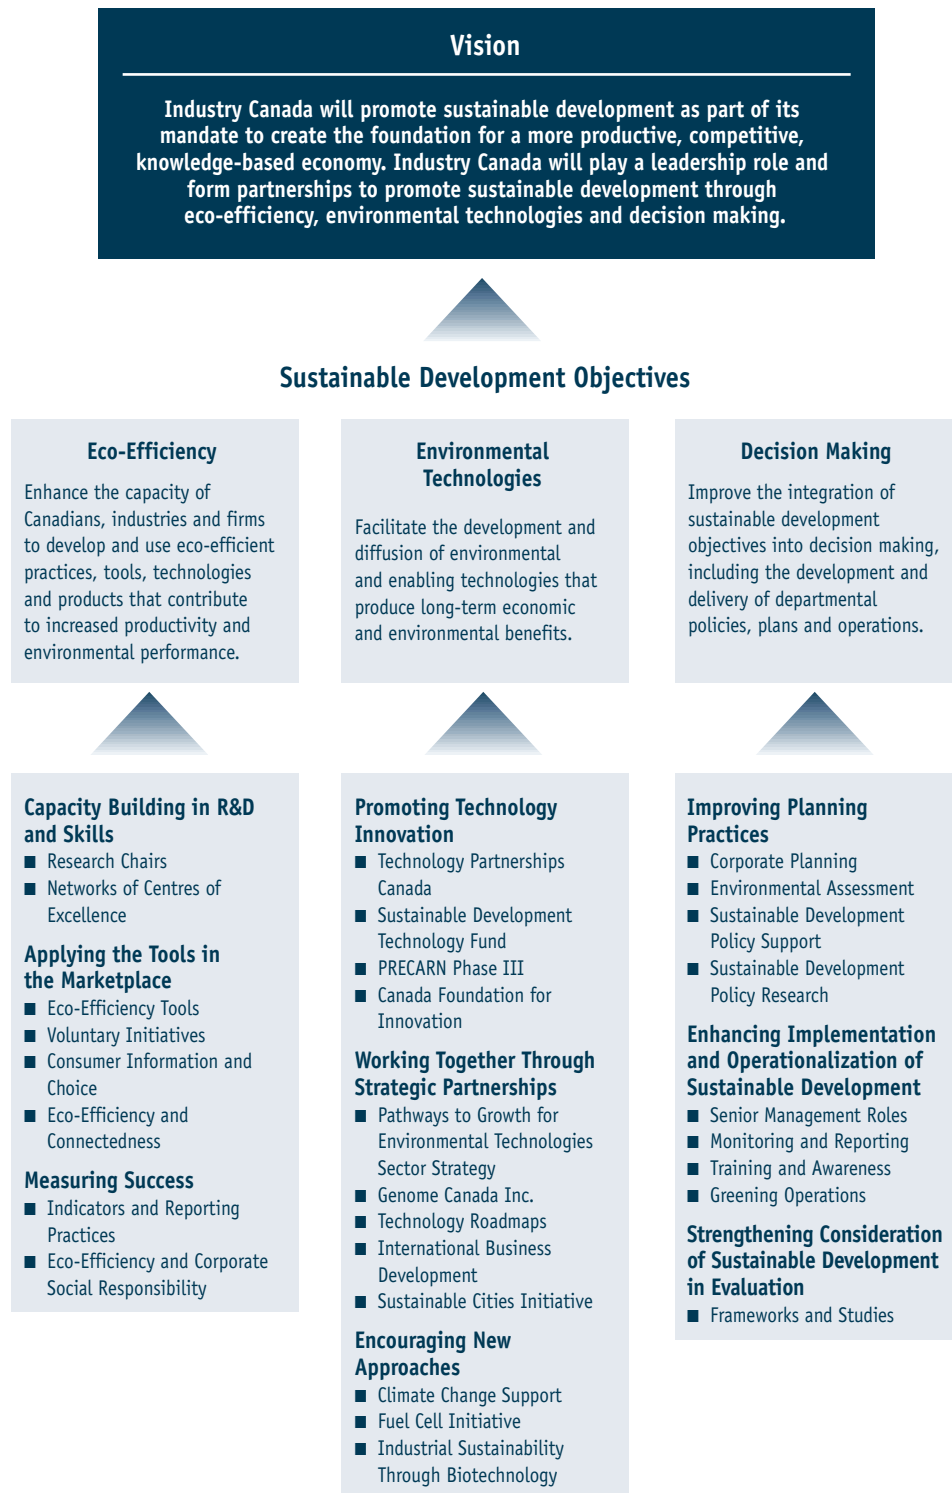 Vision
Industry Canada will promote sustainable development as part of its
mandate to create the foundation for a more productive, competitive,
knowledge-based economy. Industry Canada will play a leadership role and
form partnerships to promote sustainable development through
eco-efficiency, environmental technologies and decision making.
Sustainable Development Objectives
Eco-Efficiency
Enhance the capacity of
Canadians, industries and firms
to develop and use eco-efficient
practices, tools, technologies
and products that contribute
to increased productivity and
environmental performance.
Environmental
Technologies
Facilitate the development and
diffusion of environmental
and enabling technologies that
produce long-term economic
and environmental benefits.
Decision Making
Improve the integration of
sustainable development
objectives into decision making,
including the development and
delivery of departmental
policies, plans and operations.
Capacity Building in R&D
and Skills
■ Research Chairs
■ Networks of Centres of
Excellence
Applying the Tools in
the Marketplace
■ Eco-Efficiency Tools
■ Voluntary Initiatives
■ Consumer Information and
Choice
■ Eco-Efficiency and
Connectedness
Measuring Success
■ Indicators and Reporting
Practices
■ Eco-Efficiency and Corporate
Social Responsibility
Promoting Technology
Innovation
■ Technology Partnerships
Canada
■ Sustainable Development
Technology Fund
■ PRECARN Phase III
■ Canada Foundation for
Innovation
Working Together Through
Strategic Partnerships
■ Pathways to Growth for
Environmental Technologies
Sector Strategy
■ Genome Canada Inc.
■ Technology Roadmaps
■ International Business
Development
■ Sustainable Cities Initiative
Encouraging New
Approaches
■ Climate Change Support
■ Fuel Cell Initiative
■ Industrial Sustainability
Through Biotechnology
Improving Planning
Practices
■ Corporate Planning
■ Environmental Assessment
■ Sustainable Development
Policy Support
■ Sustainable Development
Policy Research
Enhancing Implementation
and Operationalization of
Sustainable Development
■ Senior Management Roles
■ Monitoring and Reporting
■ Training and Awareness
■ Greening Operations
Strengthening Consideration
of Sustainable Development
in Evaluation
■ Frameworks and Studies